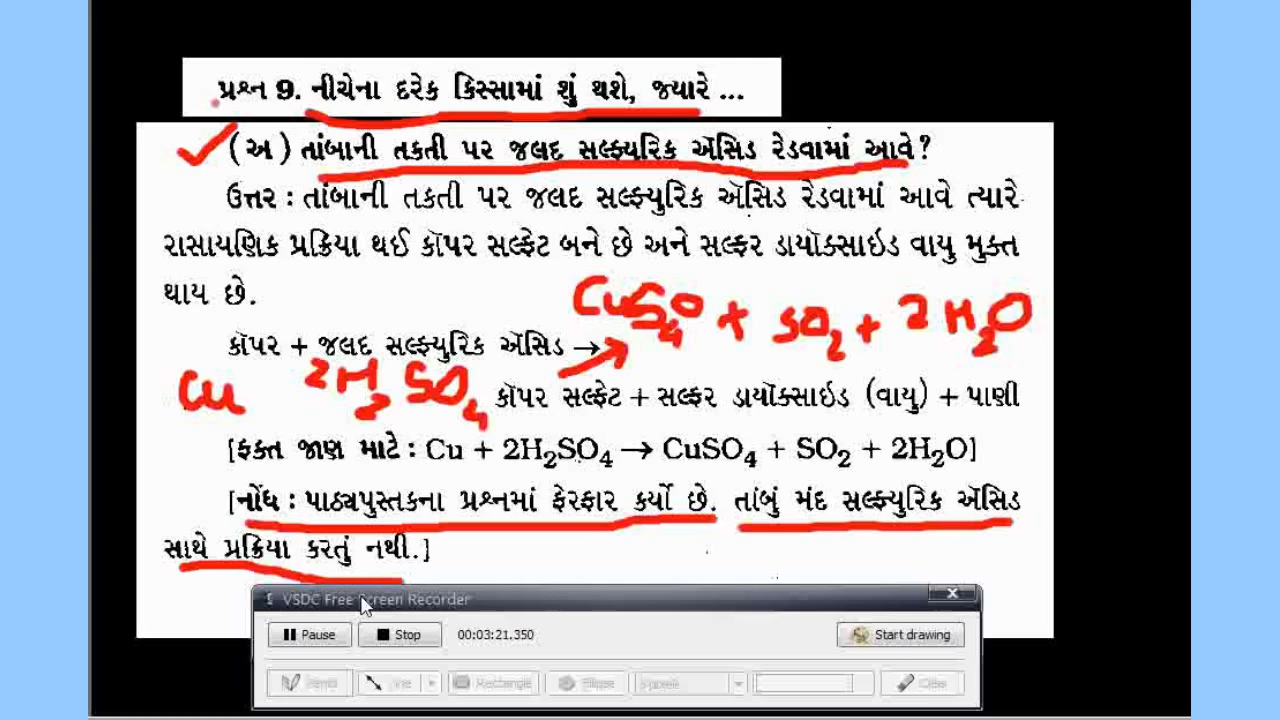 પ્રશ્ન 9. નીચેના દરેક કિસ્સામાં શું થશે, જ્યારે ...
(અ) તાંબાની તકતી પર જલદ સલ્ફ્યુરિક ઍસિડ રેડવામાં આવે?
ઉત્તર : તાંબાની તકતી પર જલદ સલ્ફ્યુરિક ઍસિડ રેડવામાં આવે ત્યારે
રાસાયણિક પ્રક્રિયા થઈ કૉપર સલ્ફેટ બને છે અને સલ્ફર ડાયૉક્સાઇડ વાયુ મુક્ત
થાય છે.
CuSO4 + SO2 + 2H2O
કૉપર + જલદ સલ્ફ્યુરિક ઍસિડ →
Cu 2H2SO4
કૉપર સલ્ફેટ + સલ્ફર ડાયૉક્સાઇડ (વાયુ) + પાણી
[ફક્ત જાણ માટે : Cu + 2H2SO4 → CuSO4 + SO2 + 2H2O]
[નોંધ : પાઠ્યપુસ્તકના પ્રશ્નમાં ફેરફાર કર્યો છે. તાંબું મંદ સલ્ફ્યુરિક ઍસિડ
સાથે પ્રક્રિયા કરતું નથી.]
VSDC Free Screen Recorder
Pause Stop 00:03:21.350 Start drawing
Line Rectangle Ellipse